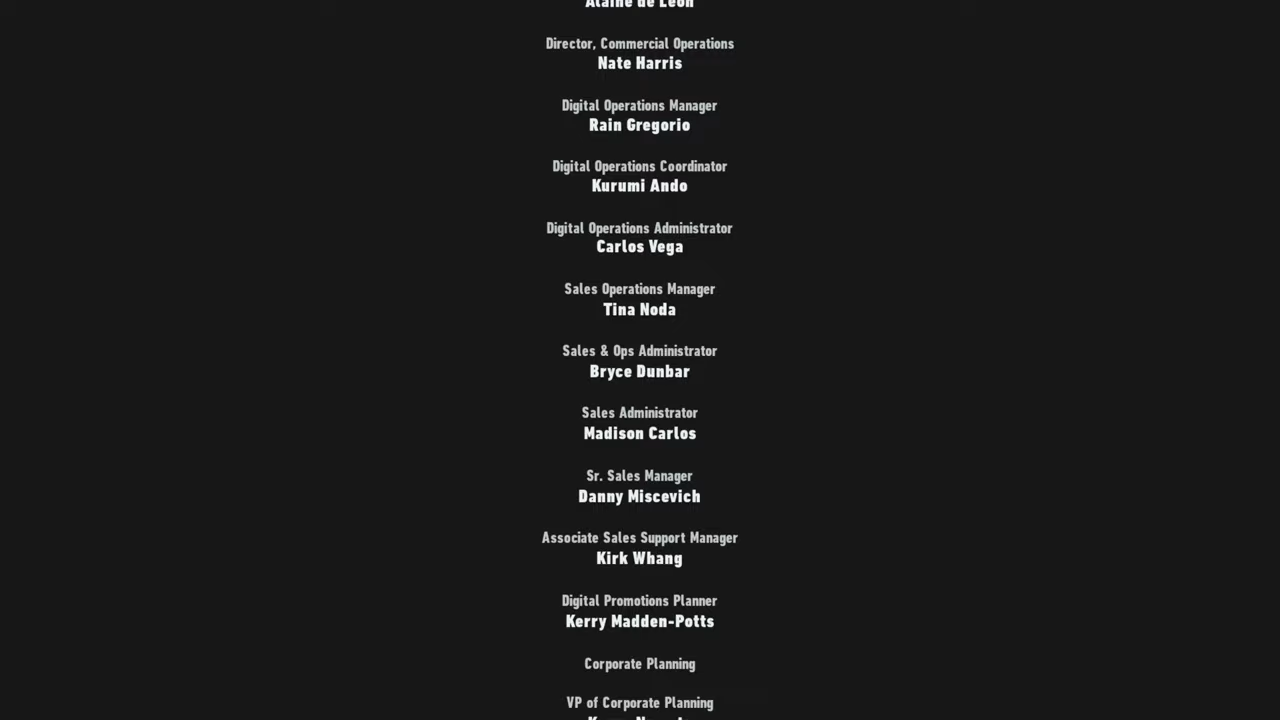 Alaine de Leon
Director, Commercial Operations
Nate Harris
Digital Operations Manager
Rain Gregorio
Digital Operations Coordinator
Kurumi Ando
Digital Operations Administrator
Carlos Vega
Sales Operations Manager
Tina Noda
Sales & Ops Administrator
Bryce Dunbar
Sales Administrator
Madison Carlos
Sr. Sales Manager
Danny Miscevich
Associate Sales Support Manager
Kirk Whang
Digital Promotions Planner
Kerry Madden-Potts
Corporate Planning
VP of Corporate Planning